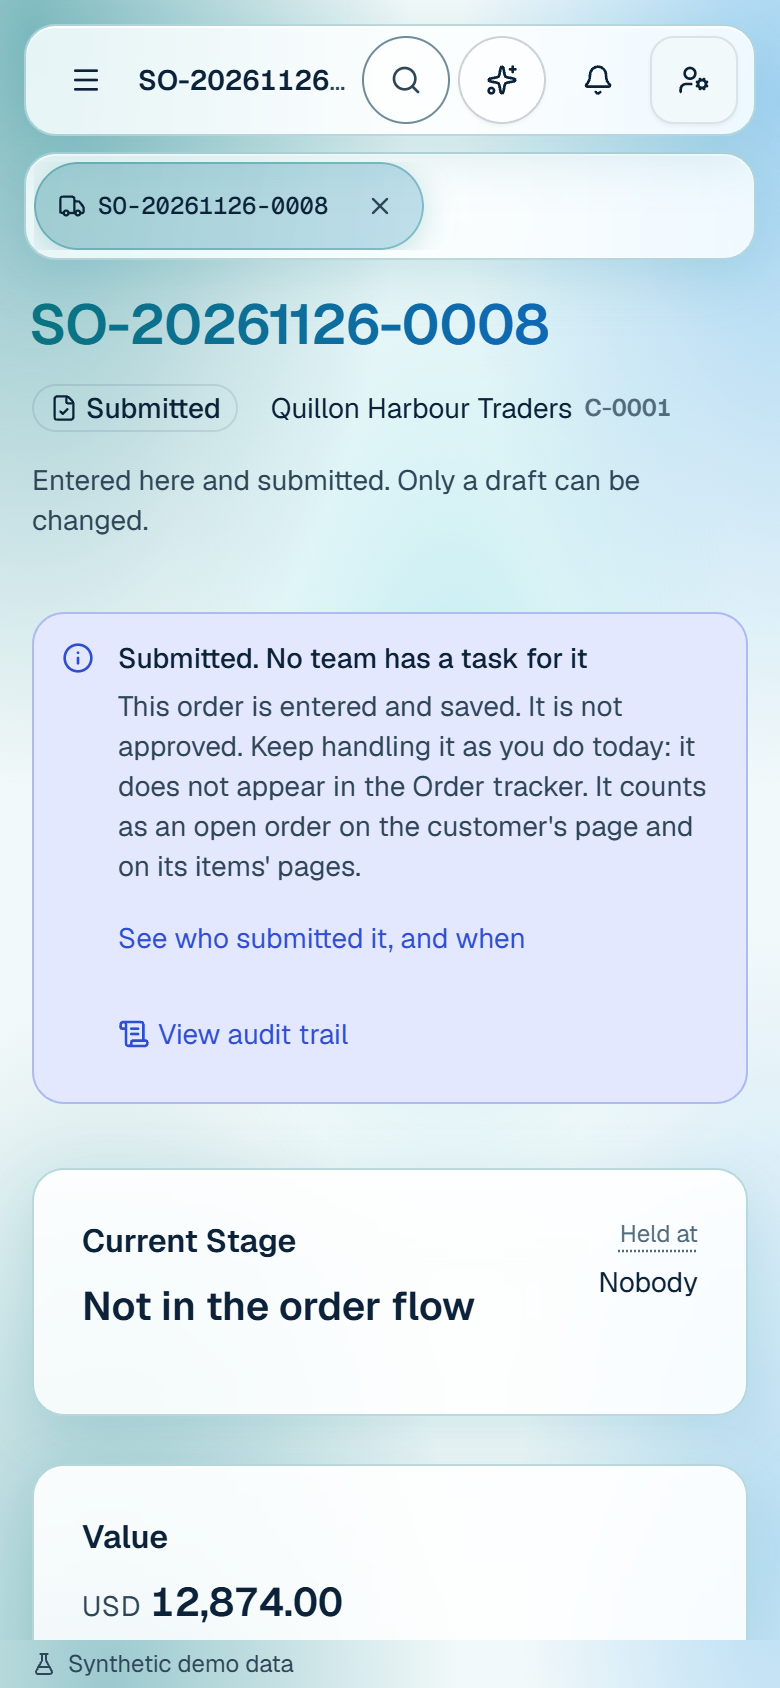 SO-20261126...
SO-20261126-0008
SO-20261126-0008
Submitted
Quillon Harbour Traders C-0001
Entered here and submitted. Only a draft can be
changed.
Submitted. No team has a task for it
This order is entered and saved. It is not
approved. Keep handling it as you do today: it
does not appear in the Order tracker. It counts
as an open order on the customer's page and
on its items' pages.
See who submitted it, and when
View audit trail
Current Stage
Held at
Not in the order flow
Nobody
Value
USD 12,874.00
Synthetic demo data